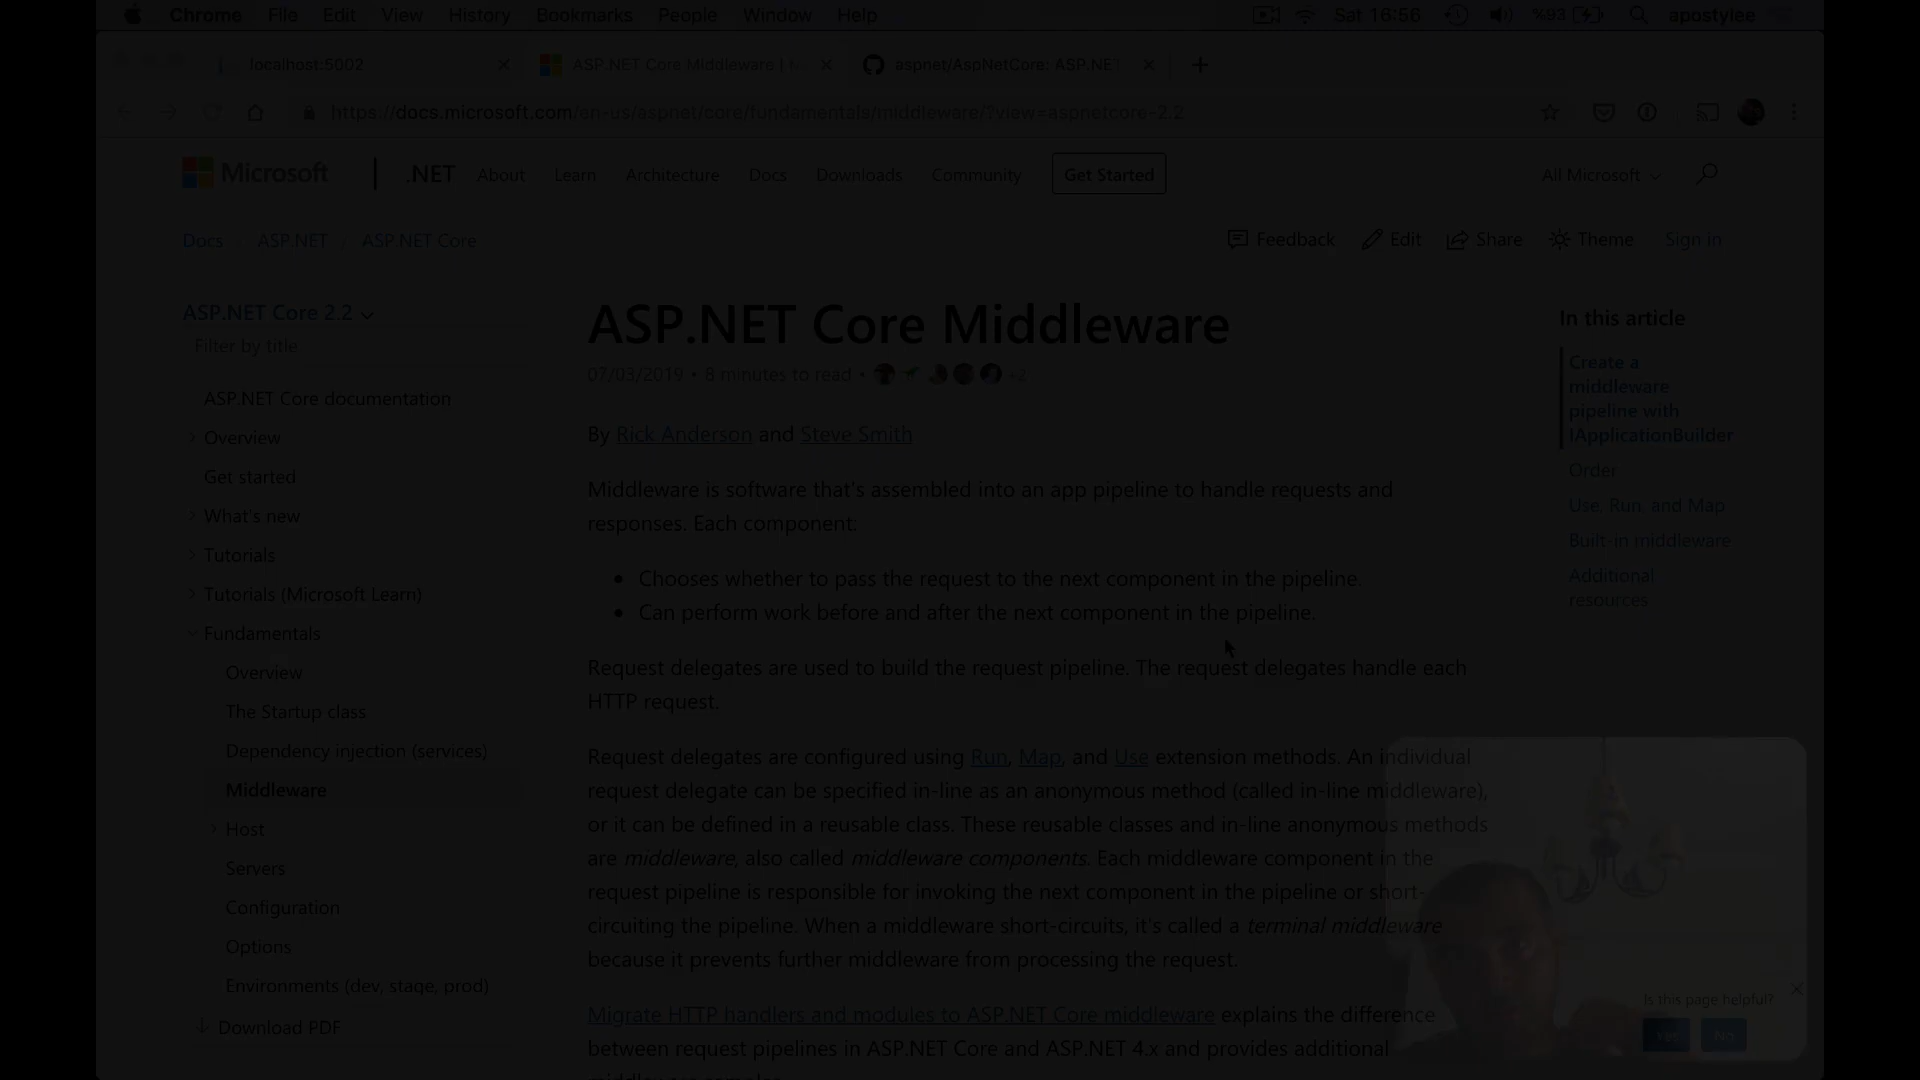 Chrome File Edit View History Bookmarks People Window Help Sat 16:56 %93 apostylee
localhost:5002 ASP.NET Core Middleware | M aspnet/AspNetCore: ASP.NET
https://docs.microsoft.com/en-us/aspnet/core/fundamentals/middleware/?view=aspnetcore-2.2
Microsoft .NET About Learn Architecture Docs Downloads Community Get Started All Microsoft
Docs ASP.NET ASP.NET Core Feedback Edit Share Theme Sign in
ASP.NET Core 2.2
Filter by title
ASP.NET Core documentation
Overview
Get started
What's new
Tutorials
Tutorials (Microsoft Learn)
Fundamentals
Overview
The Startup class
Dependency injection (services)
Middleware
Host
Servers
Configuration
Options
Environments (dev, stage, prod)
Download PDF
ASP.NET Core Middleware
07/03/2019 • 8 minutes to read • +2
By Rick Anderson and Steve Smith
Middleware is software that's assembled into an app pipeline to handle requests and
responses. Each component:
• Chooses whether to pass the request to the next component in the pipeline.
• Can perform work before and after the next component in the pipeline.
Request delegates are used to build the request pipeline. The request delegates handle each
HTTP request.
Request delegates are configured using Run, Map, and Use extension methods. An individual
request delegate can be specified in-line as an anonymous method (called in-line middleware),
or it can be defined in a reusable class. These reusable classes and in-line anonymous methods
are middleware, also called middleware components. Each middleware component in the
request pipeline is responsible for invoking the next component in the pipeline or short-
circuiting the pipeline. When a middleware short-circuits, it's called a terminal middleware
because it prevents further middleware from processing the request.
Migrate HTTP handlers and modules to ASP.NET Core middleware explains the difference
between request pipelines in ASP.NET Core and ASP.NET 4.x and provides additional
In this article
Create a
middleware
pipeline with
IApplicationBuilder
Order
Use, Run, and Map
Built-in middleware
Additional
resources
Is this page helpful?
Yes No